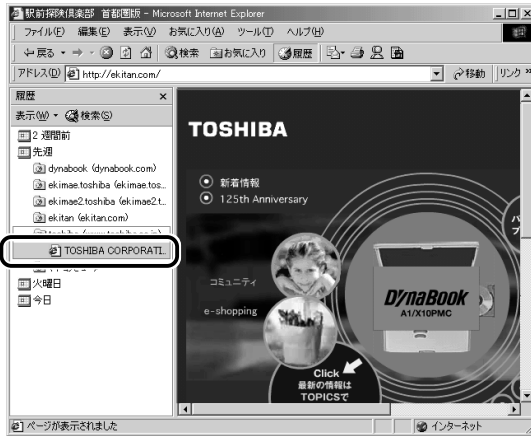 駅前探険倶楽部 首都圏版 - Microsoft Internet Explorer
ファイル(F) 編集(E) 表示(V) お気に入り(A) ツール(T) ヘルプ(H)
戻る 検索 お気に入り 履歴
アドレス(D) http://ekitan.com/ 移動 リンク »
履歴 ×
表示(W) 検索(S)
2 週間前
先週
dynabook (dynabook.com)
ekimae.toshiba (ekimae.tos...
ekimae2.toshiba (ekimae2.t...
ekitan (ekitan.com)
TOSHIBA CORPORATI...
火曜日
今日
TOSHIBA
新着情報
125th Anniversary
コミュニティ
e-shopping
DynaBook
A1/X10PMC
Click
最新の情報は
TOPICSで
ページが表示されました インターネット